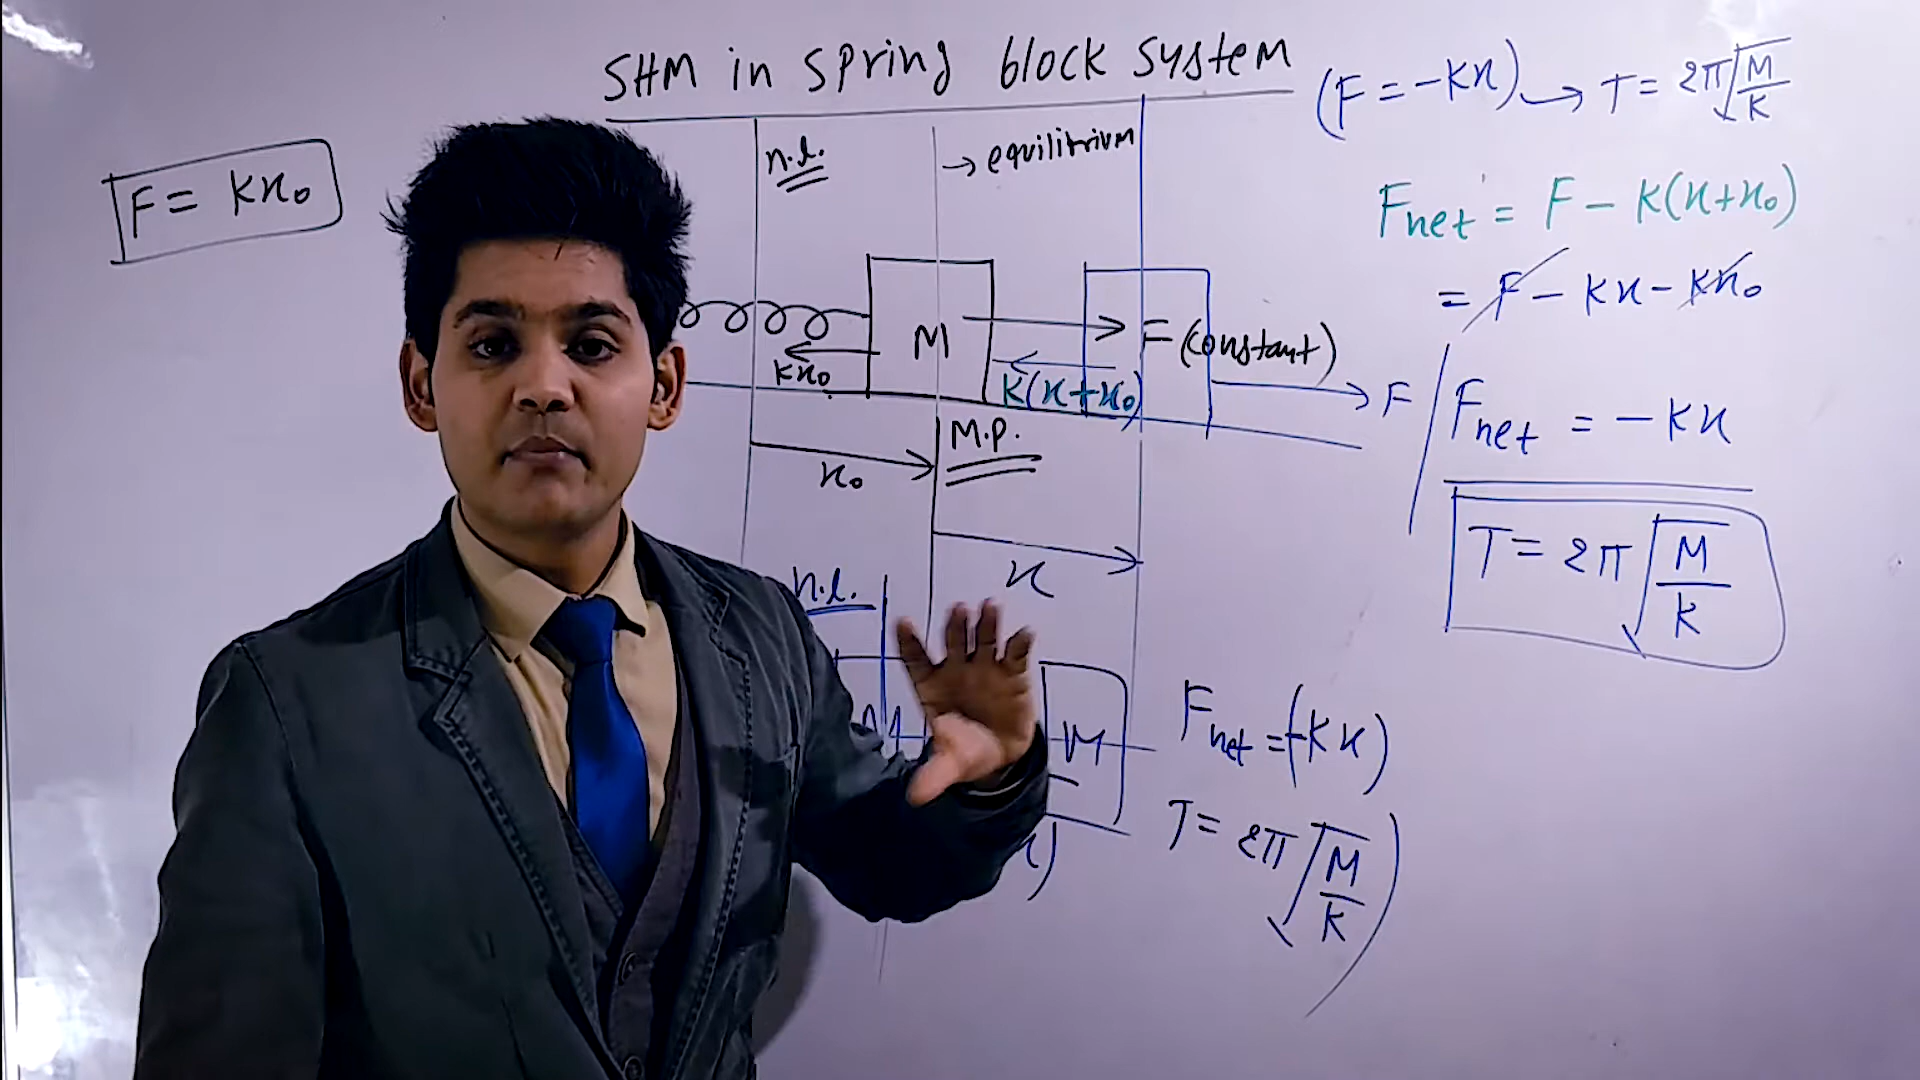 SHM in spring block system
(F = -Kx) → T = 2π√M/K
F = Kx₀
n.l.
→ equilibrium
Fnet = F - K(x+x₀)
= F - Kx - Kx₀
M
F (constant)
Kx₀
K(x+x₀)
F
Fnet = -Kx
M.P.
x₀
x
T = 2π√M/K
n.l.
M
Fnet = (-Kx)
T = 2π√M/K